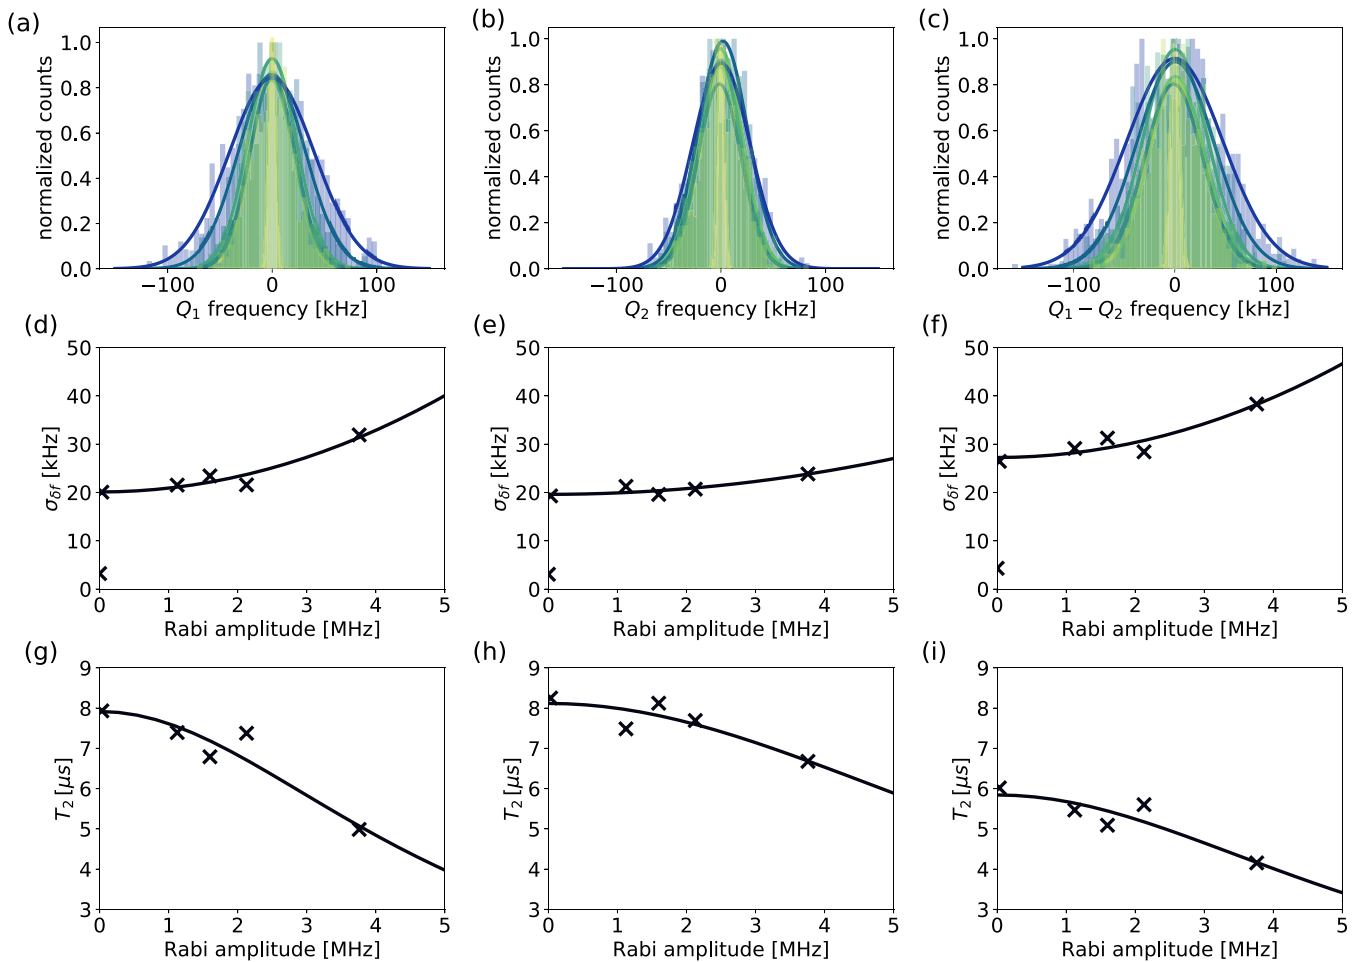 (a)
(b)
(c)
normalized counts
1.0
0.8
0.6
0.4
0.2
0.0
−100
0
100
Q₁ frequency [kHz]
normalized counts
1.0
0.8
0.6
0.4
0.2
0.0
−100
0
100
Q₂ frequency [kHz]
normalized counts
1.0
0.8
0.6
0.4
0.2
0.0
−100
0
100
Q₁ − Q₂ frequency [kHz]
(d)
(e)
(f)
σδf [kHz]
50
40
30
20
10
0
0 1 2 3 4 5
Rabi amplitude [MHz]
σδf [kHz]
50
40
30
20
10
0
0 1 2 3 4 5
Rabi amplitude [MHz]
σδf [kHz]
50
40
30
20
10
0
0 1 2 3 4 5
Rabi amplitude [MHz]
(g)
(h)
(i)
T₂ [μs]
9
8
7
6
5
4
3
0 1 2 3 4 5
Rabi amplitude [MHz]
T₂ [μs]
9
8
7
6
5
4
3
0 1 2 3 4 5
Rabi amplitude [MHz]
T₂ [μs]
9
8
7
6
5
4
3
0 1 2 3 4 5
Rabi amplitude [MHz]